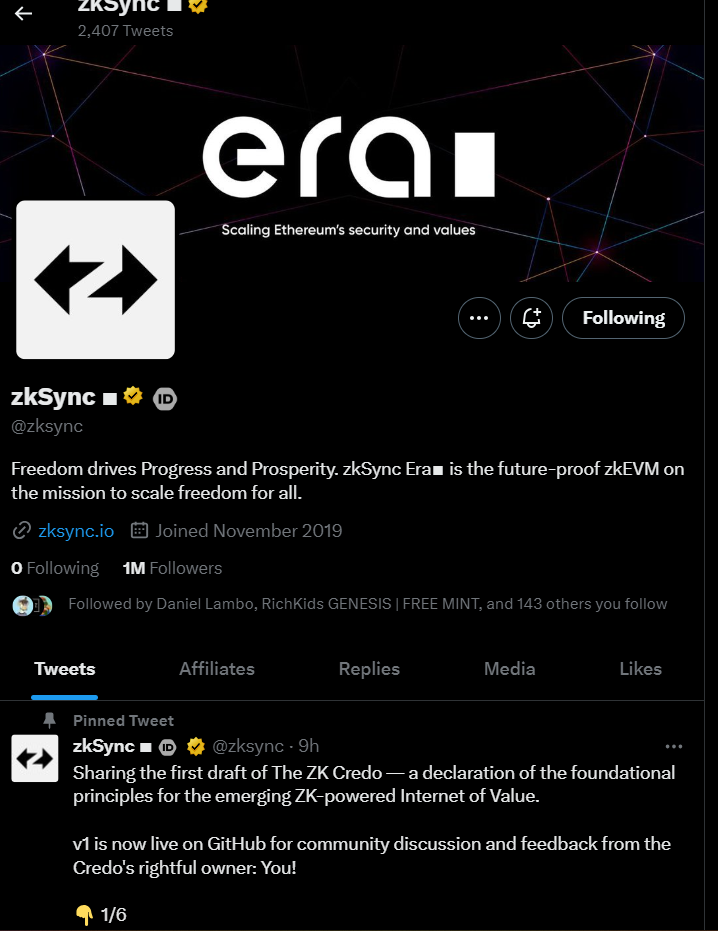 zkSync
2,407 Tweets
era
Scaling Ethereum's security and values
Following
zkSync ID
@zksync
Freedom drives Progress and Prosperity. zkSync Era∎ is the future-proof zkEVM on
the mission to scale freedom for all.
zksync.io Joined November 2019
0 Following 1M Followers
Followed by Daniel Lambo, RichKids GENESIS | FREE MINT, and 143 others you follow
Tweets Affiliates Replies Media Likes
Pinned Tweet
zkSync ∎ ID @zksync · 9h
Sharing the first draft of The ZK Credo — a declaration of the foundational
principles for the emerging ZK-powered Internet of Value.
v1 is now live on GitHub for community discussion and feedback from the
Credo's rightful owner: You!
👇 1/6